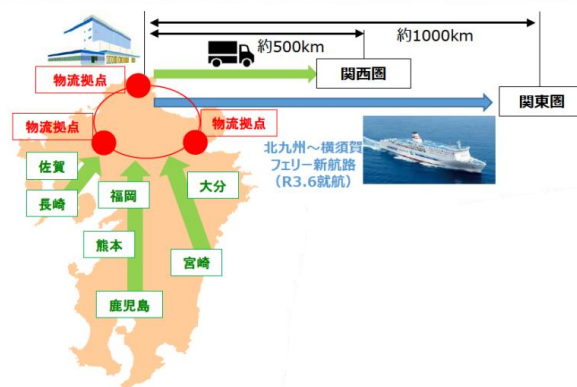 約500km
約1000km
関西圏
関東圏
物流拠点
物流拠点
物流拠点
北九州～横須賀
フェリー新航路
（R3.6就航）
佐賀
長崎
福岡
大分
熊本
宮崎
鹿児島